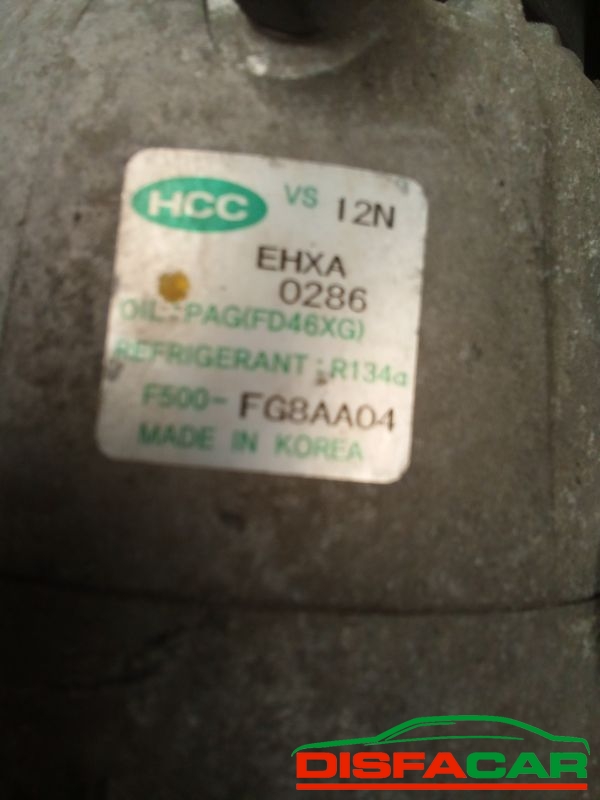 HCC VS 12N
EHXA
0286
OIL : PAG(FD46XG)
REFRIGERANT : R134a
F500- FG8AA04
MADE IN KOREA
DISFACAR